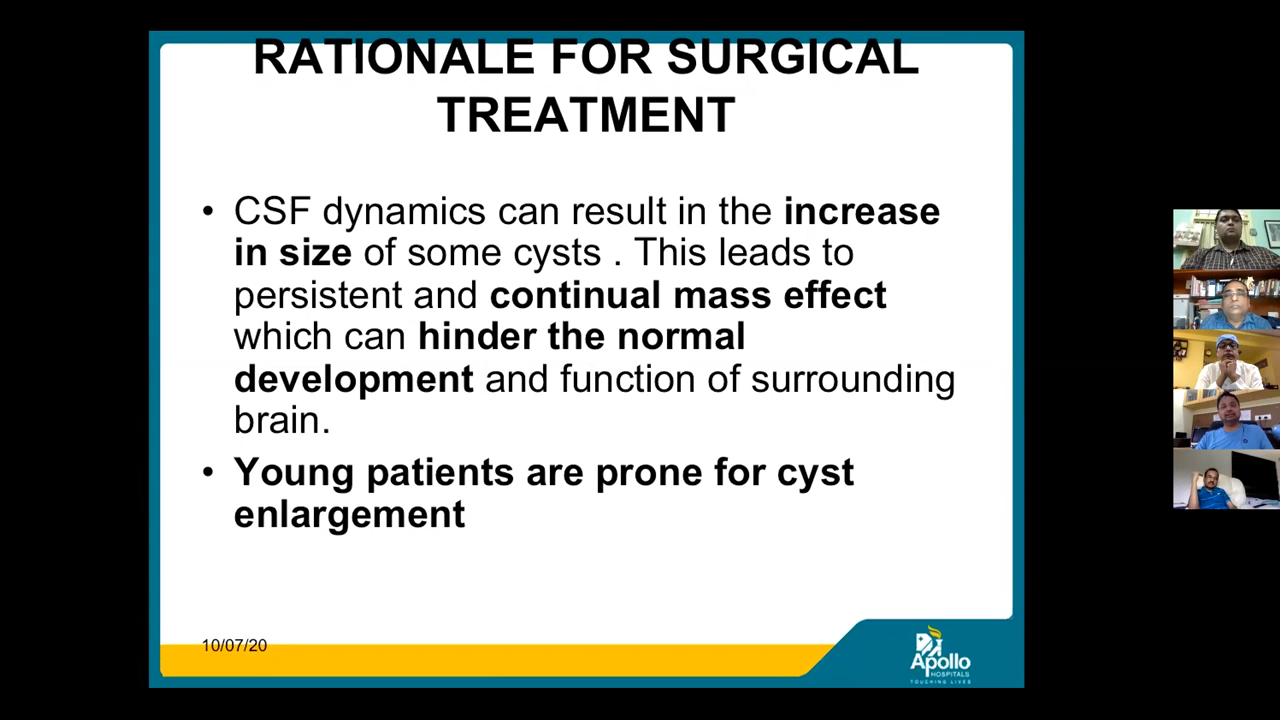 RATIONALE FOR SURGICAL
TREATMENT
• CSF dynamics can result in the increase
in size of some cysts . This leads to
persistent and continual mass effect
which can hinder the normal
development and function of surrounding
brain.
• Young patients are prone for cyst
enlargement
10/07/20
Apollo
HOSPITALS
TOUCHING LIVES